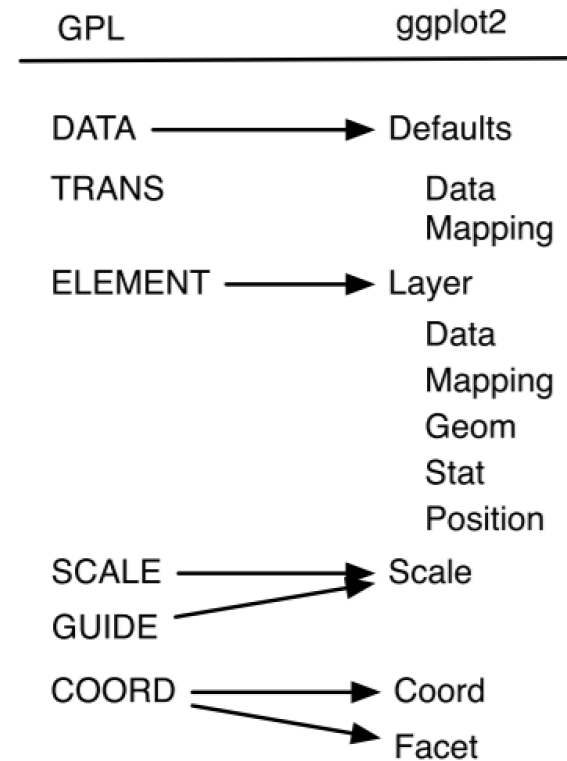 GPL ggplot2
DATA Defaults
TRANS Data
Mapping
ELEMENT Layer
Data
Mapping
Geom
Stat
Position
SCALE Scale
GUIDE
COORD Coord
Facet